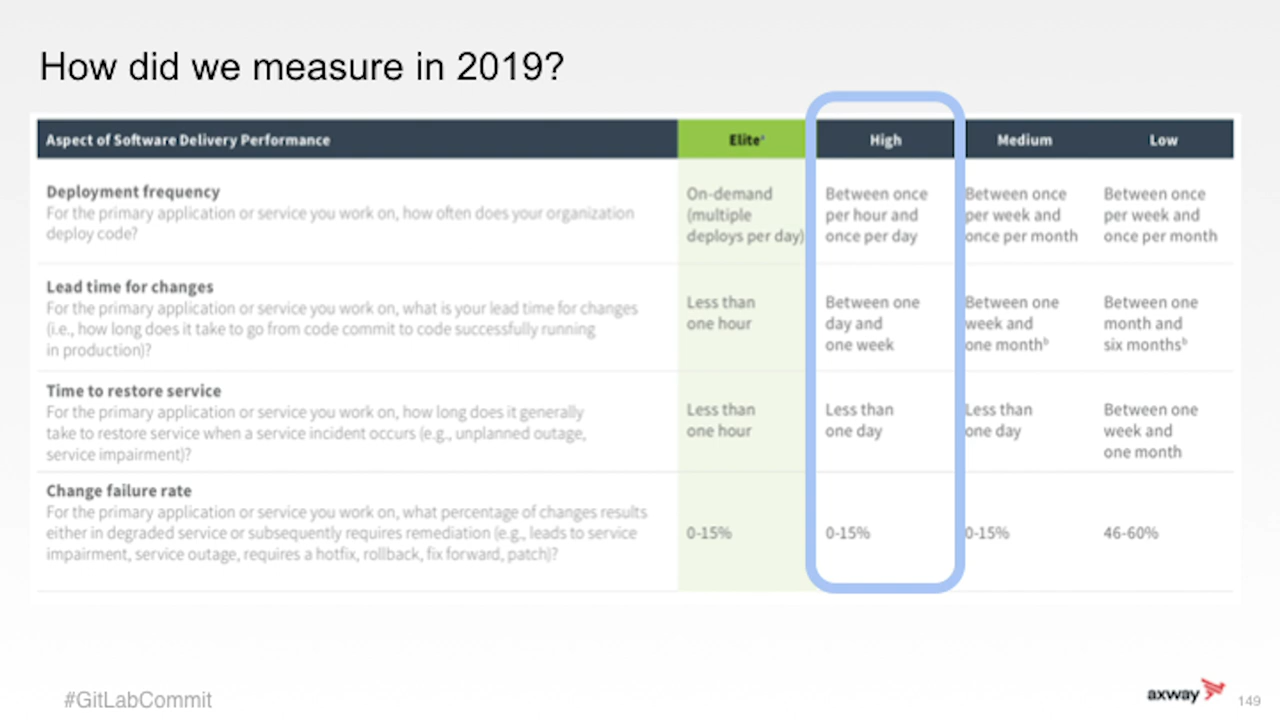 How did we measure in 2019?
Aspect of Software Delivery Performance
Eliteª
High
Medium
Low
Deployment frequency
For the primary application or service you work on, how often does your organization
deploy code?
On-demand
(multiple
deploys per day)
Between once
per hour and
once per day
Between once
per week and
once per month
Between once
per week and
once per month
Lead time for changes
For the primary application or service you work on, what is your lead time for changes
(i.e., how long does it take to go from code commit to code successfully running
in production)?
Less than
one hour
Between one
day and
one week
Between one
week and
one monthᵇ
Between one
month and
six monthsᵇ
Time to restore service
For the primary application or service you work on, how long does it generally
take to restore service when a service incident occurs (e.g., unplanned outage,
service impairment)?
Less than
one hour
Less than
one day
Less than
one day
Between one
week and
one month
Change failure rate
For the primary application or service you work on, what percentage of changes results
either in degraded service or subsequently requires remediation (e.g., leads to service
impairment, service outage, requires a hotfix, rollback, fix forward, patch)?
0-15%
0-15%
0-15%
46-60%
#GitLabCommit
axway
149